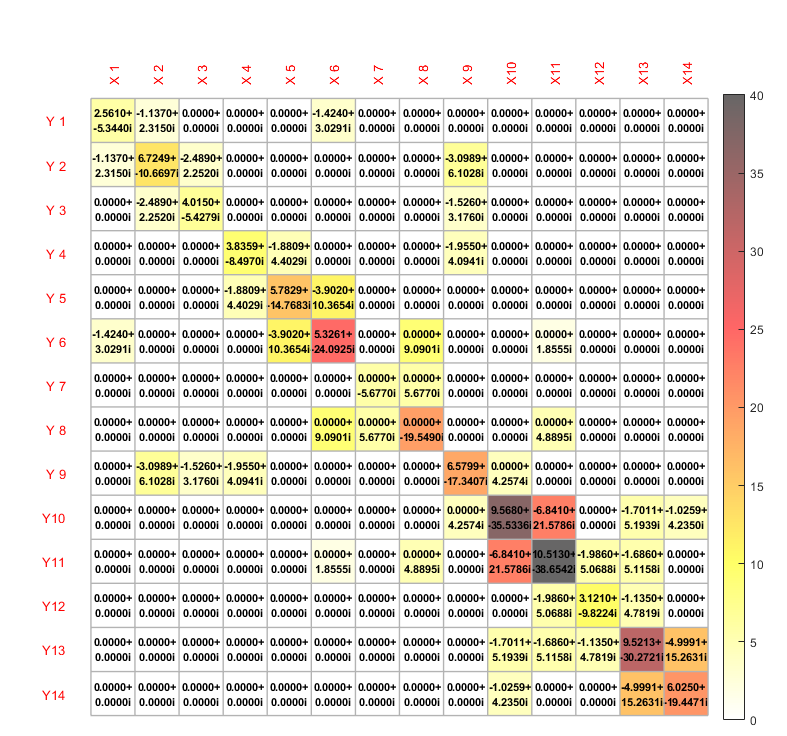 X 1 X 2 X 3 X 4 X 5 X 6 X 7 X 8 X 9 X10 X11 X12 X13 X14
Y 1
2.5610+ -1.1370+ 0.0000+ 0.0000+ 0.0000+ -1.4240+ 0.0000+ 0.0000+ 0.0000+ 0.0000+ 0.0000+ 0.0000+ 0.0000+ 0.0000+
-5.3440i 2.3150i 0.0000i 0.0000i 0.0000i 3.0291i 0.0000i 0.0000i 0.0000i 0.0000i 0.0000i 0.0000i 0.0000i 0.0000i
Y 2
-1.1370+ 6.7249+ -2.4890+ 0.0000+ 0.0000+ 0.0000+ 0.0000+ 0.0000+ -3.0989+ 0.0000+ 0.0000+ 0.0000+ 0.0000+ 0.0000+
2.3150i -10.6697i 2.2520i 0.0000i 0.0000i 0.0000i 0.0000i 0.0000i 6.1028i 0.0000i 0.0000i 0.0000i 0.0000i 0.0000i
Y 3
0.0000+ -2.4890+ 4.0150+ 0.0000+ 0.0000+ 0.0000+ 0.0000+ 0.0000+ -1.5260+ 0.0000+ 0.0000+ 0.0000+ 0.0000+ 0.0000+
0.0000i 2.2520i -5.4279i 0.0000i 0.0000i 0.0000i 0.0000i 0.0000i 3.1760i 0.0000i 0.0000i 0.0000i 0.0000i 0.0000i
Y 4
0.0000+ 0.0000+ 0.0000+ 3.8359+ -1.8809+ 0.0000+ 0.0000+ 0.0000+ -1.9550+ 0.0000+ 0.0000+ 0.0000+ 0.0000+ 0.0000+
0.0000i 0.0000i 0.0000i -8.4970i 4.4029i 0.0000i 0.0000i 0.0000i 4.0941i 0.0000i 0.0000i 0.0000i 0.0000i 0.0000i
Y 5
0.0000+ 0.0000+ 0.0000+ -1.8809+ 5.7829+ -3.9020+ 0.0000+ 0.0000+ 0.0000+ 0.0000+ 0.0000+ 0.0000+ 0.0000+ 0.0000+
0.0000i 0.0000i 0.0000i 4.4029i -14.7683i 10.3654i 0.0000i 0.0000i 0.0000i 0.0000i 0.0000i 0.0000i 0.0000i 0.0000i
Y 6
-1.4240+ 0.0000+ 0.0000+ 0.0000+ -3.9020+ 5.3261+ 0.0000+ 0.0000+ 0.0000+ 0.0000+ 0.0000+ 0.0000+ 0.0000+ 0.0000+
3.0291i 0.0000i 0.0000i 0.0000i 10.3654i -24.0925i 0.0000i 9.0901i 0.0000i 0.0000i 1.8555i 0.0000i 0.0000i 0.0000i
Y 7
0.0000+ 0.0000+ 0.0000+ 0.0000+ 0.0000+ 0.0000+ 0.0000+ 0.0000+ 0.0000+ 0.0000+ 0.0000+ 0.0000+ 0.0000+ 0.0000+
0.0000i 0.0000i 0.0000i 0.0000i 0.0000i 0.0000i -5.6770i 5.6770i 0.0000i 0.0000i 0.0000i 0.0000i 0.0000i 0.0000i
Y 8
0.0000+ 0.0000+ 0.0000+ 0.0000+ 0.0000+ 0.0000+ 0.0000+ 0.0000+ 0.0000+ 0.0000+ 0.0000+ 0.0000+ 0.0000+ 0.0000+
0.0000i 0.0000i 0.0000i 0.0000i 0.0000i 9.0901i 5.6770i -19.5490i 0.0000i 0.0000i 4.8895i 0.0000i 0.0000i 0.0000i
Y 9
0.0000+ -3.0989+ -1.5260+ -1.9550+ 0.0000+ 0.0000+ 0.0000+ 0.0000+ 6.5799+ 0.0000+ 0.0000+ 0.0000+ 0.0000+ 0.0000+
0.0000i 6.1028i 3.1760i 4.0941i 0.0000i 0.0000i 0.0000i 0.0000i -17.3407i 4.2574i 0.0000i 0.0000i 0.0000i 0.0000i
Y10
0.0000+ 0.0000+ 0.0000+ 0.0000+ 0.0000+ 0.0000+ 0.0000+ 0.0000+ 0.0000+ 9.5680+ -6.8410+ 0.0000+ -1.7011+ -1.0259+
0.0000i 0.0000i 0.0000i 0.0000i 0.0000i 0.0000i 0.0000i 0.0000i 4.2574i -35.5336i 21.5786i 0.0000i 5.1939i 4.2350i
Y11
0.0000+ 0.0000+ 0.0000+ 0.0000+ 0.0000+ 0.0000+ 0.0000+ 0.0000+ 0.0000+ -6.8410+ 10.5130+ -1.9860+ -1.6860+ 0.0000+
0.0000i 0.0000i 0.0000i 0.0000i 0.0000i 1.8555i 0.0000i 4.8895i 0.0000i 21.5786i -38.6542i 5.0688i 5.1158i 0.0000i
Y12
0.0000+ 0.0000+ 0.0000+ 0.0000+ 0.0000+ 0.0000+ 0.0000+ 0.0000+ 0.0000+ 0.0000+ -1.9860+ 3.1210+ -1.1350+ 0.0000+
0.0000i 0.0000i 0.0000i 0.0000i 0.0000i 0.0000i 0.0000i 0.0000i 0.0000i 0.0000i 5.0688i -9.8224i 4.7819i 0.0000i
Y13
0.0000+ 0.0000+ 0.0000+ 0.0000+ 0.0000+ 0.0000+ 0.0000+ 0.0000+ 0.0000+ -1.7011+ -1.6860+ -1.1350+ 9.5213+ -4.9991+
0.0000i 0.0000i 0.0000i 0.0000i 0.0000i 0.0000i 0.0000i 0.0000i 0.0000i 5.1939i 5.1158i 4.7819i -30.2721i 15.2631i
Y14
0.0000+ 0.0000+ 0.0000+ 0.0000+ 0.0000+ 0.0000+ 0.0000+ 0.0000+ 0.0000+ -1.0259+ 0.0000+ 0.0000+ -4.9991+ 6.0250+
0.0000i 0.0000i 0.0000i 0.0000i 0.0000i 0.0000i 0.0000i 0.0000i 0.0000i 4.2350i 0.0000i 0.0000i 15.2631i -19.4471i
40
35
30
25
20
15
10
5
0